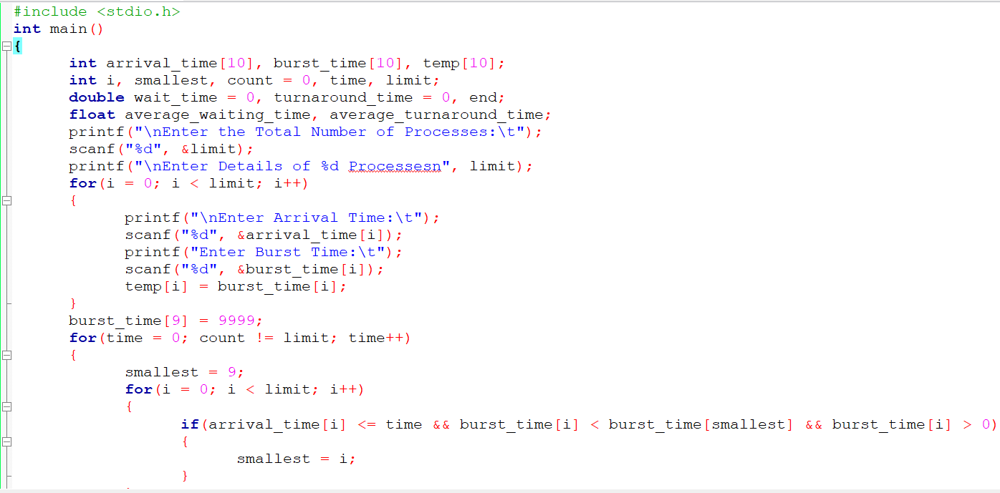 #include <stdio.h>
int main()
{
int arrival_time[10], burst_time[10], temp[10];
int i, smallest, count = 0, time, limit;
double wait_time = 0, turnaround_time = 0, end;
float average_waiting_time, average_turnaround_time;
printf("\nEnter the Total Number of Processes:\t");
scanf("%d", &limit);
printf("\nEnter Details of %d Processesn", limit);
for(i = 0; i < limit; i++)
{
printf("\nEnter Arrival Time:\t");
scanf("%d", &arrival_time[i]);
printf("Enter Burst Time:\t");
scanf("%d", &burst_time[i]);
temp[i] = burst_time[i];
}
burst_time[9] = 9999;
for(time = 0; count != limit; time++)
{
smallest = 9;
for(i = 0; i < limit; i++)
{
if(arrival_time[i] <= time && burst_time[i] < burst_time[smallest] && burst_time[i] > 0)
{
smallest = i;
}